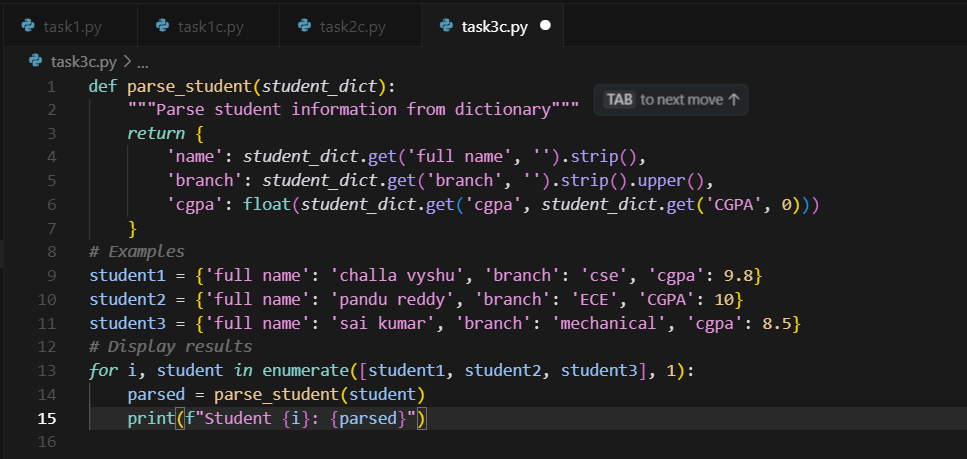 task1.py task1c.py task2c.py task3c.py
task3c.py > ...
1 def parse_student(student_dict):
2     """Parse student information from dictionary"""
TAB to next move ↑
3     return {
4         'name': student_dict.get('full name', '').strip(),
5         'branch': student_dict.get('branch', '').strip().upper(),
6         'cgpa': float(student_dict.get('cgpa', student_dict.get('CGPA', 0)))
7     }
8 # Examples
9 student1 = {'full name': 'challa vyshu', 'branch': 'cse', 'cgpa': 9.8}
10 student2 = {'full name': 'pandu reddy', 'branch': 'ECE', 'CGPA': 10}
11 student3 = {'full name': 'sai kumar', 'branch': 'mechanical', 'cgpa': 8.5}
12 # Display results
13 for i, student in enumerate([student1, student2, student3], 1):
14     parsed = parse_student(student)
15     print(f"Student {i}: {parsed}")
16